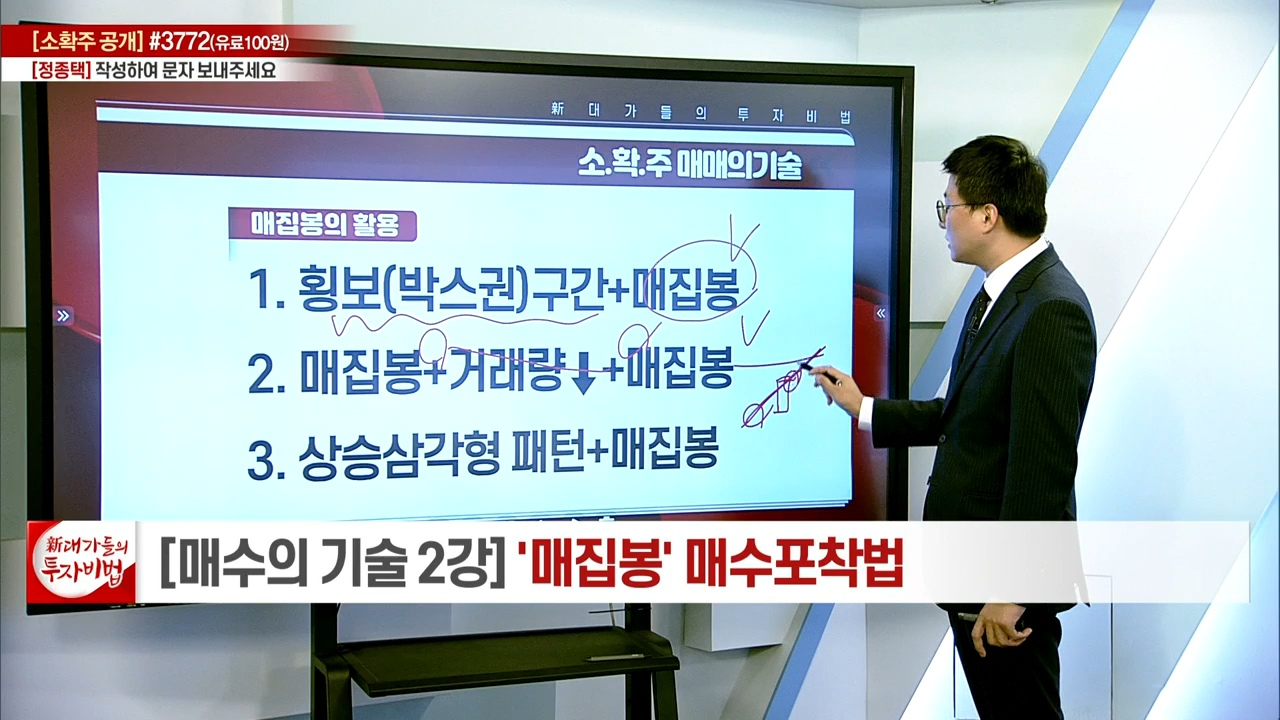 [소확주 공개] #3772(유료100원)
[정종택] 작성하여 문자 보내주세요
新 대가들의 투자비법
소.확.주 매매의기술
매집봉의 활용
1. 횡보(박스권)구간+매집봉
2. 매집봉+거래량↓+매집봉
3. 상승삼각형 패턴+매집봉
新대가들의
투자비법
[매수의 기술 2강] '매집봉' 매수포착법